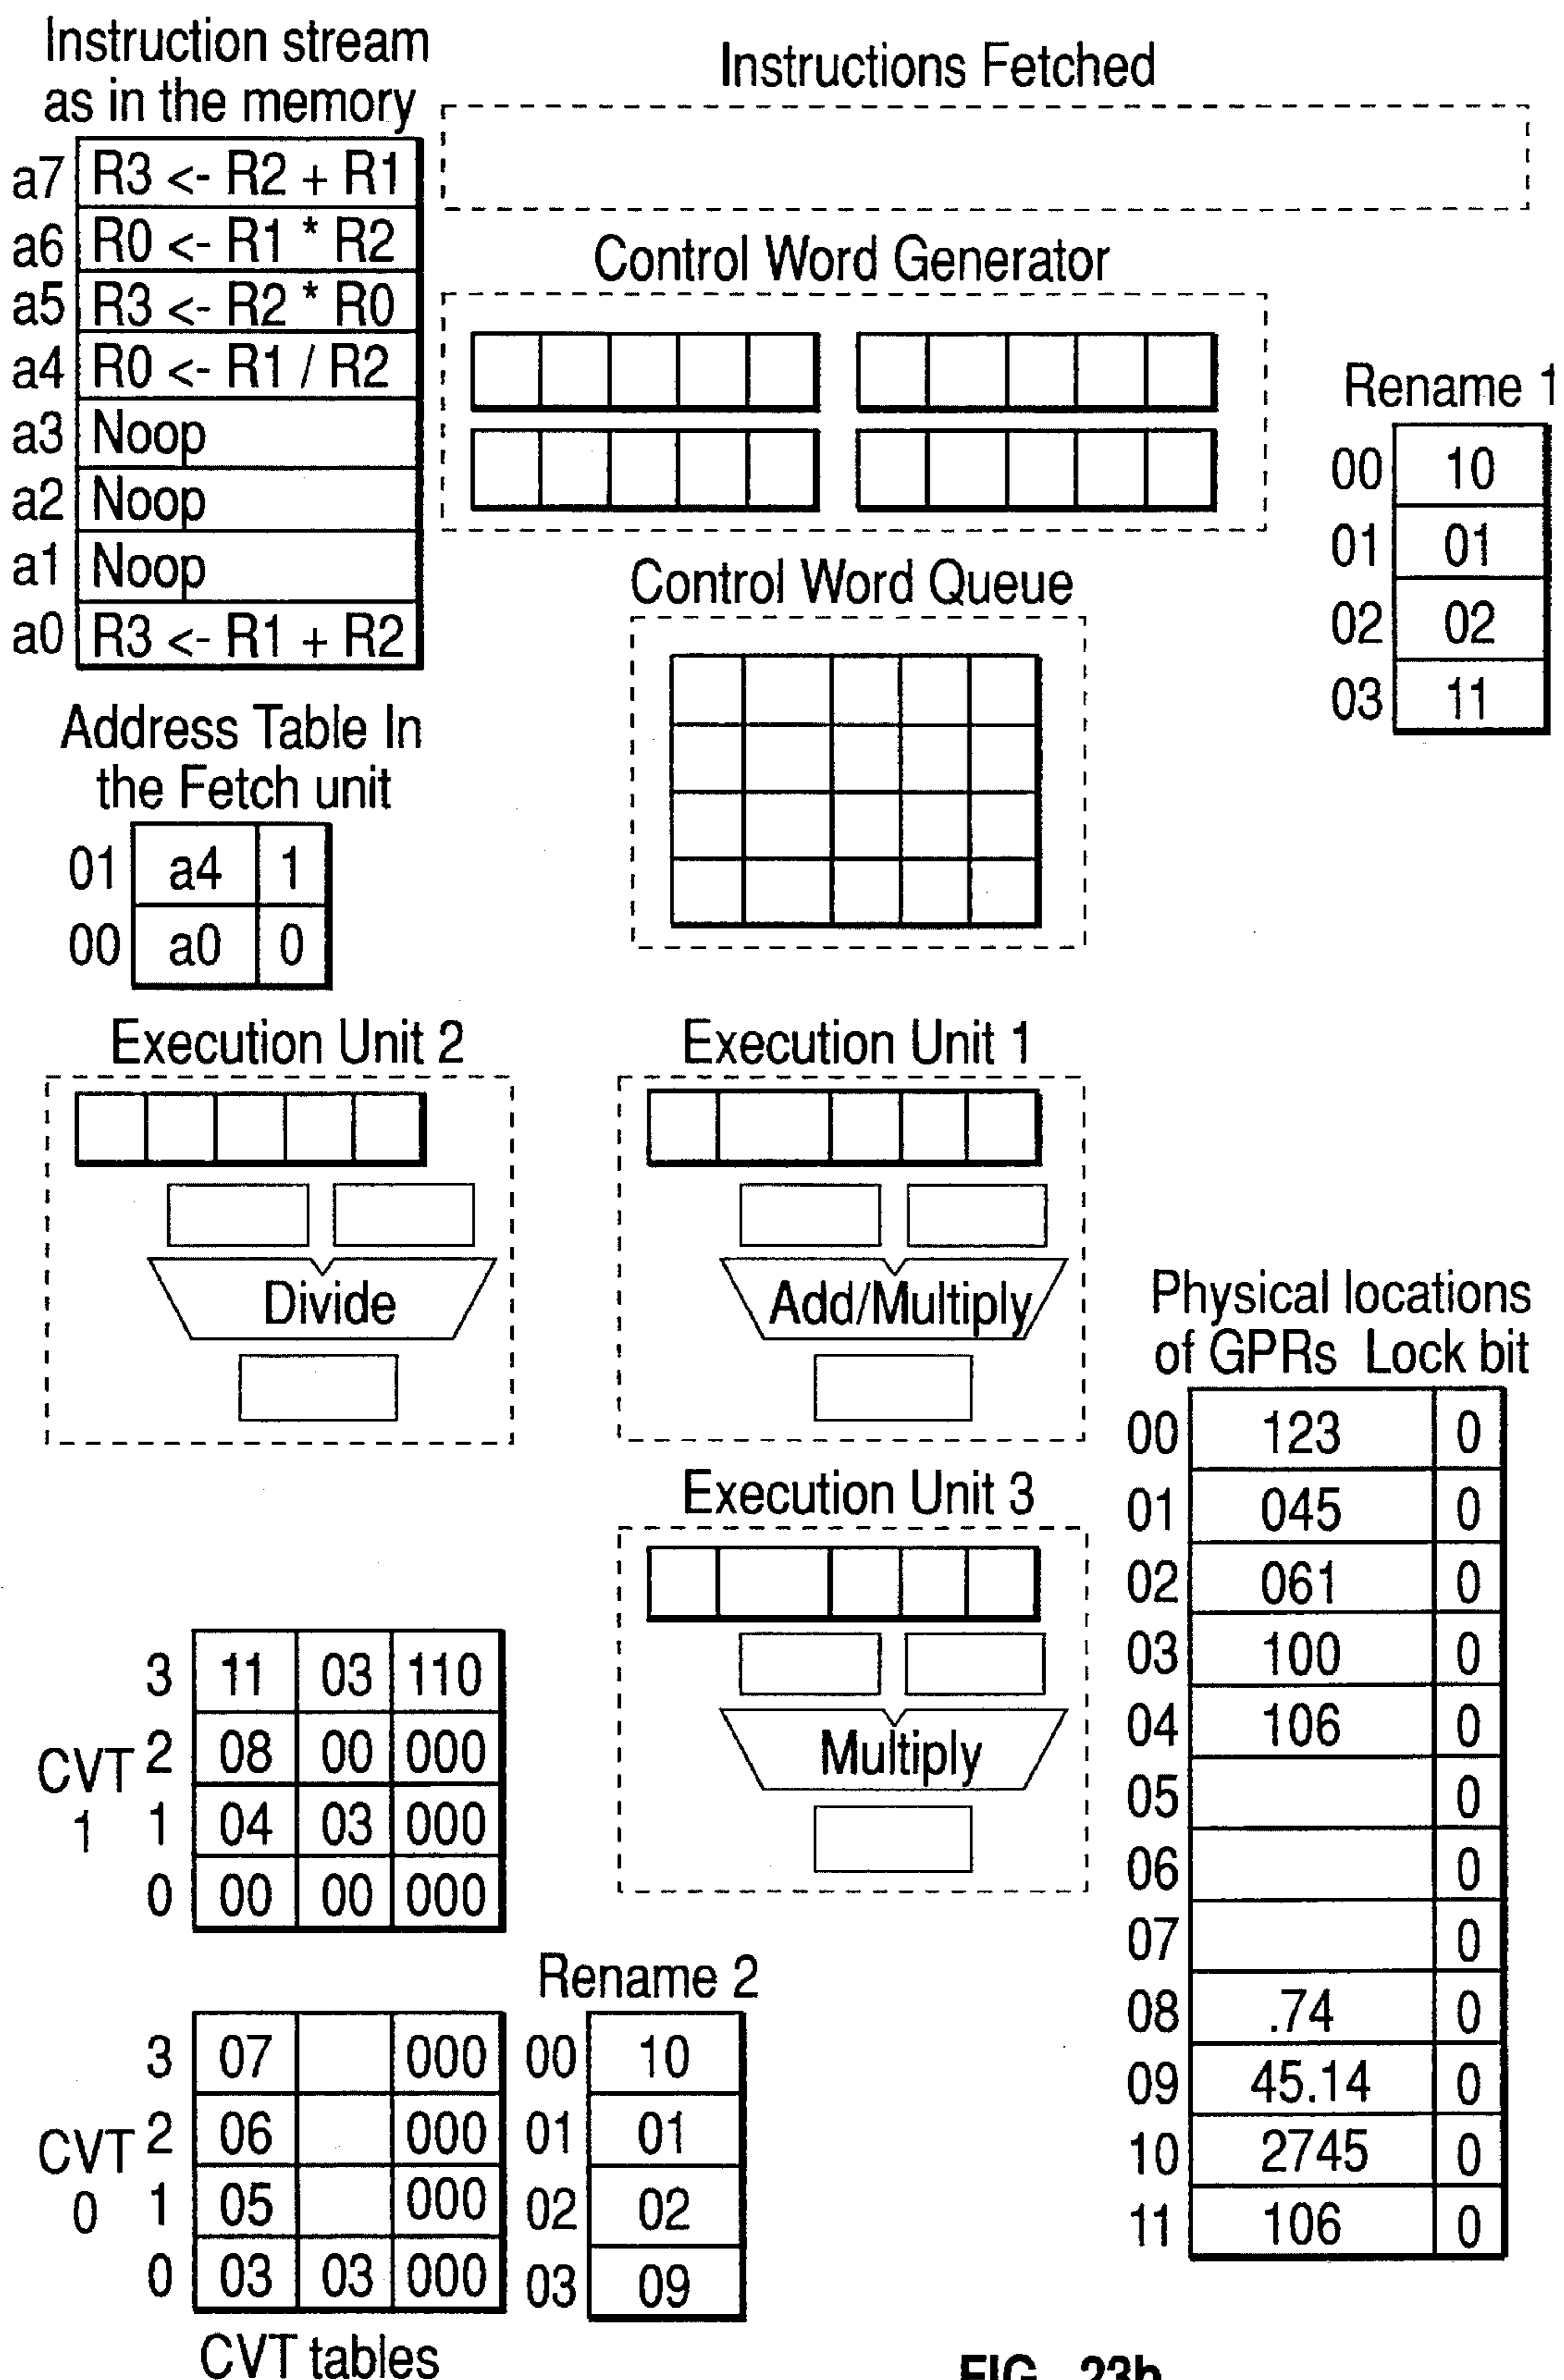 Instruction stream
as in the memory
a7 R3 <- R2 + R1
a6 R0 <- R1 * R2
a5 R3 <- R2 * R0
a4 R0 <- R1 / R2
a3 Noop
a2 Noop
a1 Noop
a0 R3 <- R1 + R2
Instructions Fetched
Control Word Generator
Rename 1
00 10
01 01
02 02
03 11
Control Word Queue
Address Table In
the Fetch unit
01 a4 1
00 a0 0
Execution Unit 2
Divide
Execution Unit 1
Add/Multiply
Execution Unit 3
Multiply
Physical locations
of GPRs Lock bit
00 123 0
01 045 0
02 061 0
03 100 0
04 106 0
05 0
06 0
07 0
08 .74 0
09 45.14 0
10 2745 0
11 106 0
CVT
1
3 11 03 110
2 08 00 000
1 04 03 000
0 00 00 000
CVT
0
3 07 000
2 06 000
1 05 000
0 03 03 000
CVT tables
Rename 2
00 10
01 01
02 02
03 09
FIG. 23b